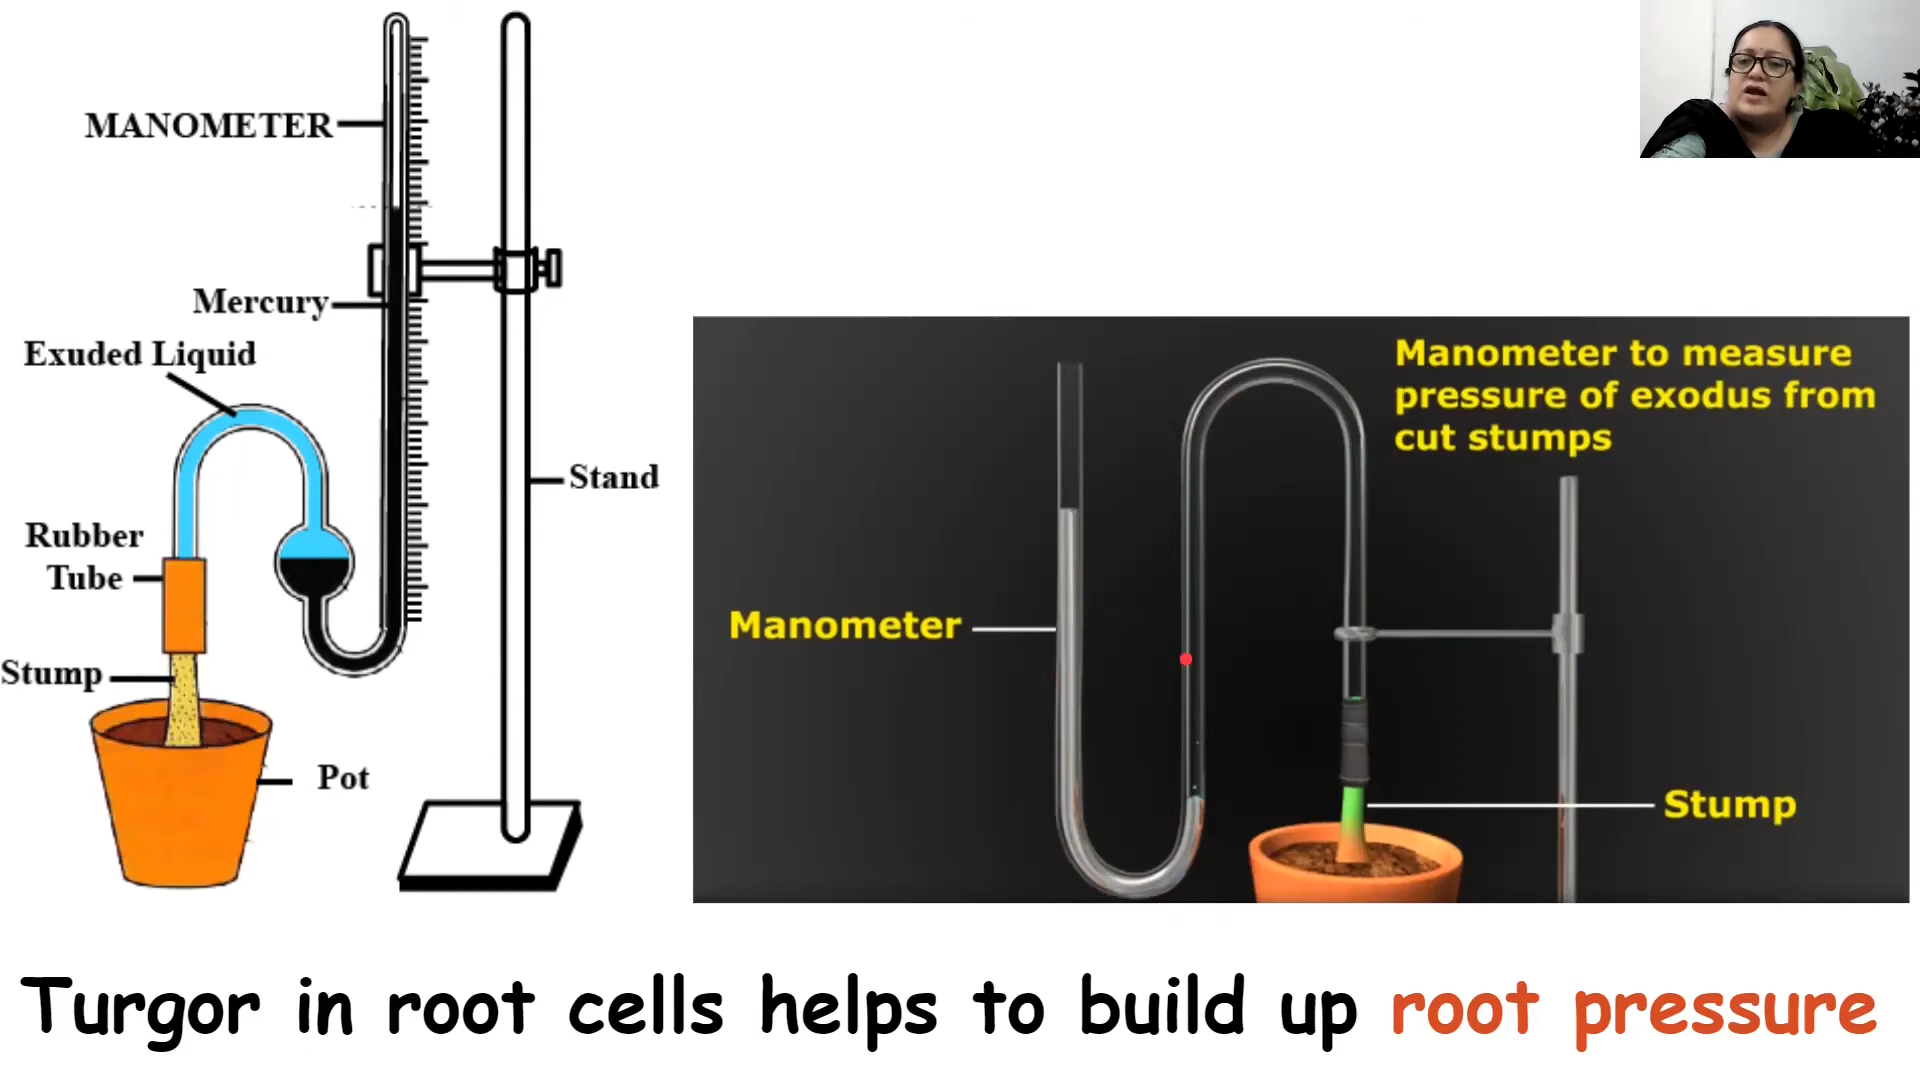 MANOMETER
Mercury
Exuded Liquid
Stand
Rubber
Tube
Stump
Pot
Manometer to measure
pressure of exodus from
cut stumps
Manometer
Stump
Turgor in root cells helps to build up root pressure